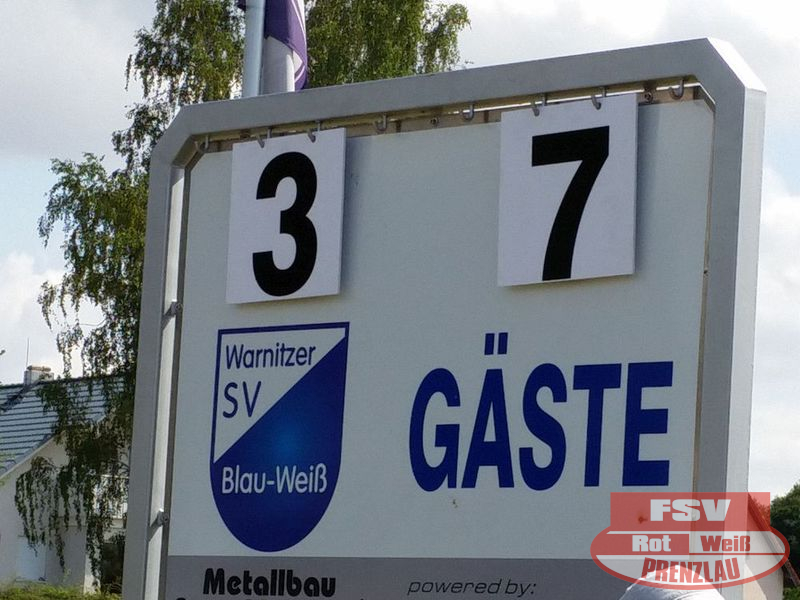 3 7
Warnitzer
SV
Blau-Weiß
GÄSTE
Metallbau
powered by:
FSV
Rot Weiß
PRENZLAU